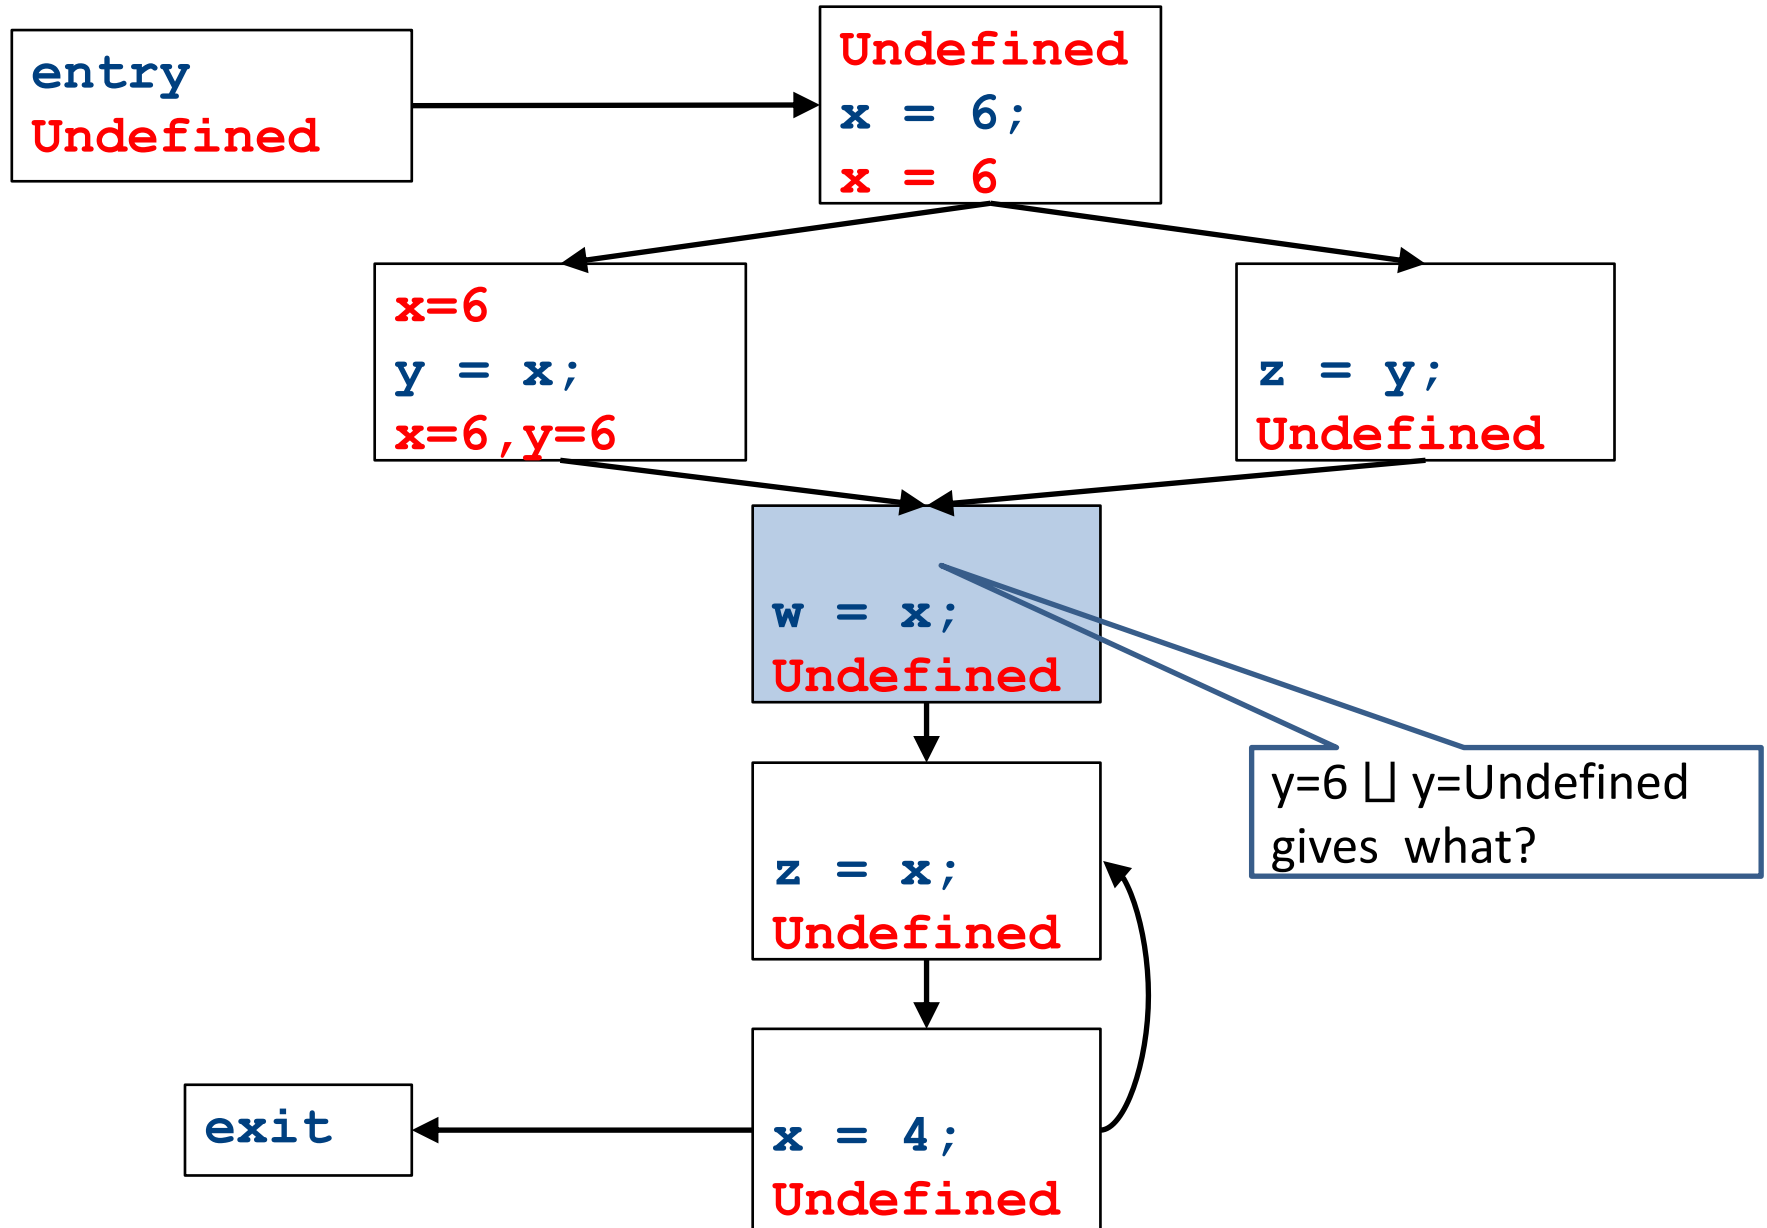 entry
Undefined
Undefined
x = 6;
x = 6
x=6
y = x;
x=6,y=6
z = y;
Undefined
w = x;
Undefined
y=6 ⨆ y=Undefined
gives what?
z = x;
Undefined
exit
x = 4;
Undefined